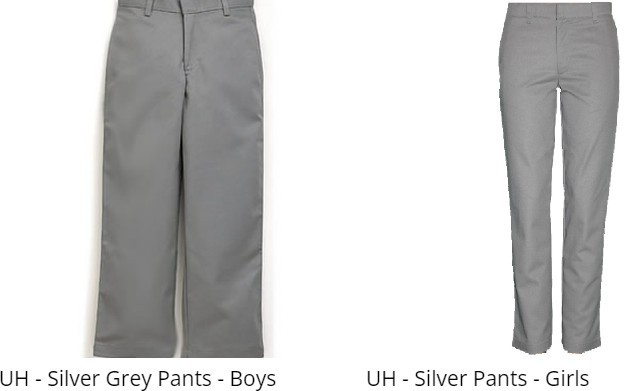 UH - Silver Grey Pants - Boys
UH - Silver Pants - Girls